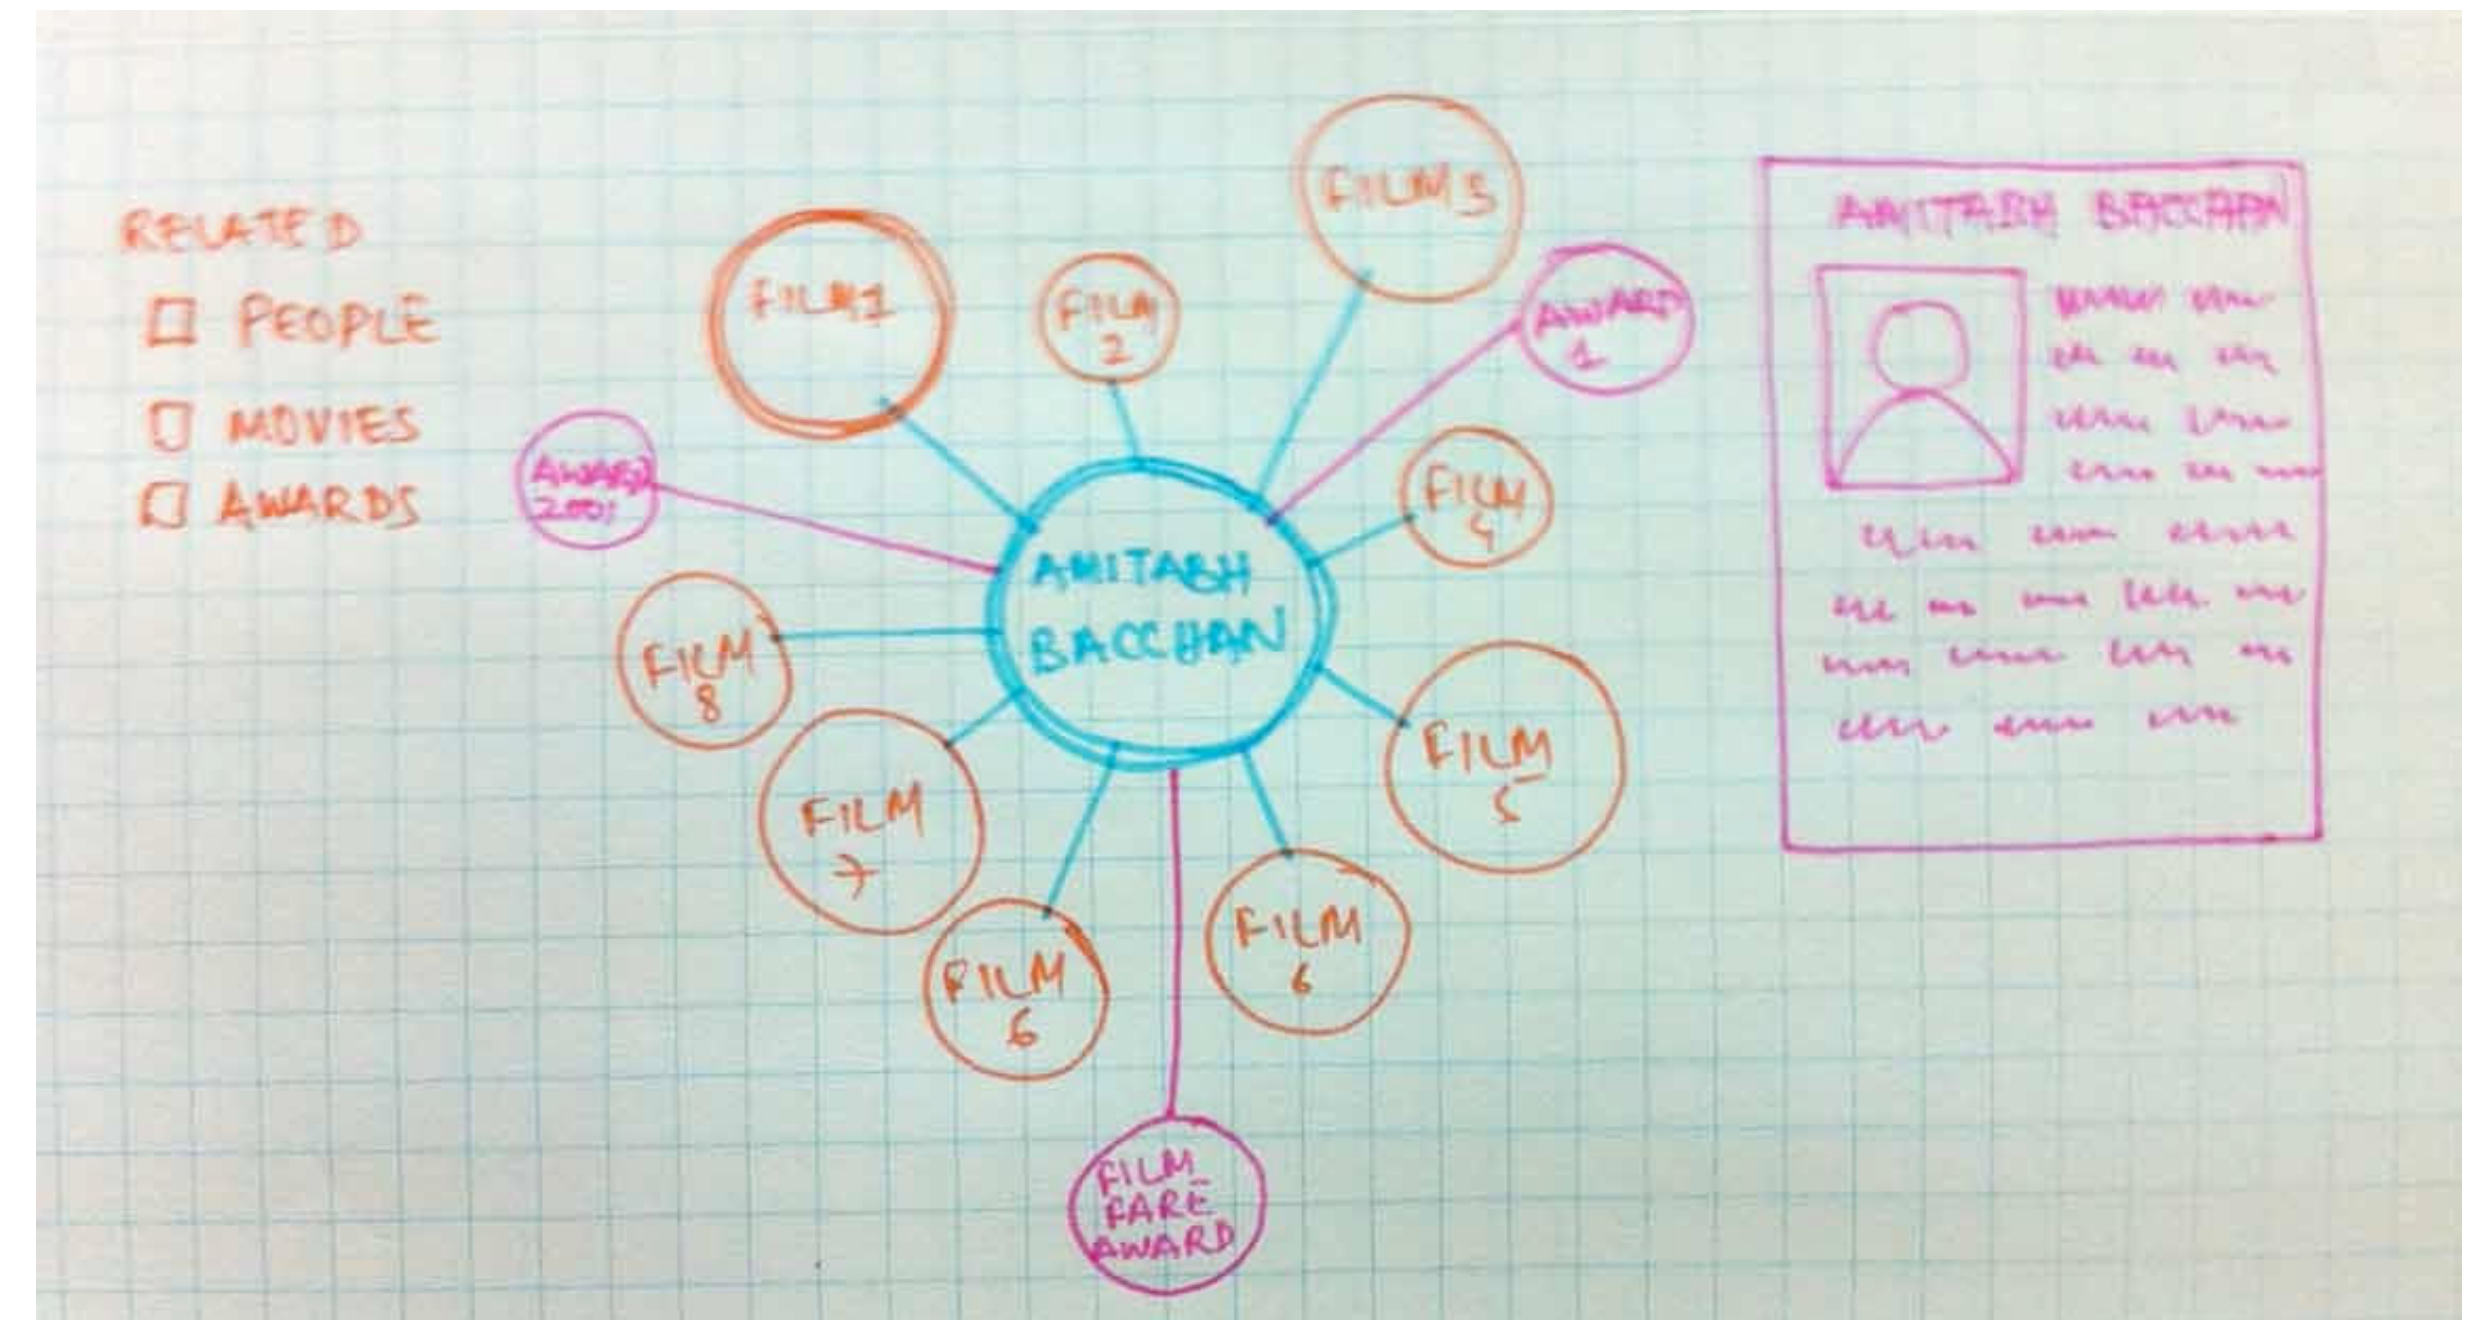 RELATED
PEOPLE
MOVIES
AWARDS
FILM 1
FILM
2
FILM 3
AWARD
1
AWARD
2001
FILM
4
AMITABH
BACCHAN
FILM
8
FILM
5
FILM
7
FILM
6
FILM
6
FILM
FARE
AWARD
AMITABH BACCHAN